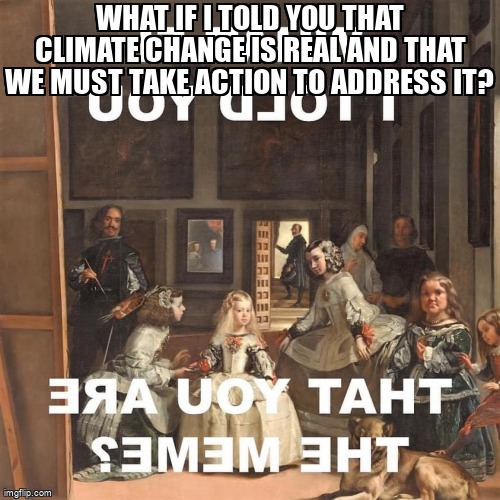 WHAT IF I TOLD YOU THAT
CLIMATE CHANGE IS REAL AND THAT
WE MUST TAKE ACTION TO ADDRESS IT?
I TOLD YOU
THAT YOU ARE
THE MEME?
imgflip.com